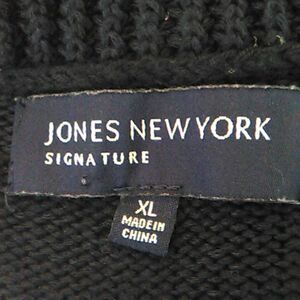 JONES NEW YORK
SIGNATURE
XL
MADE IN
CHINA